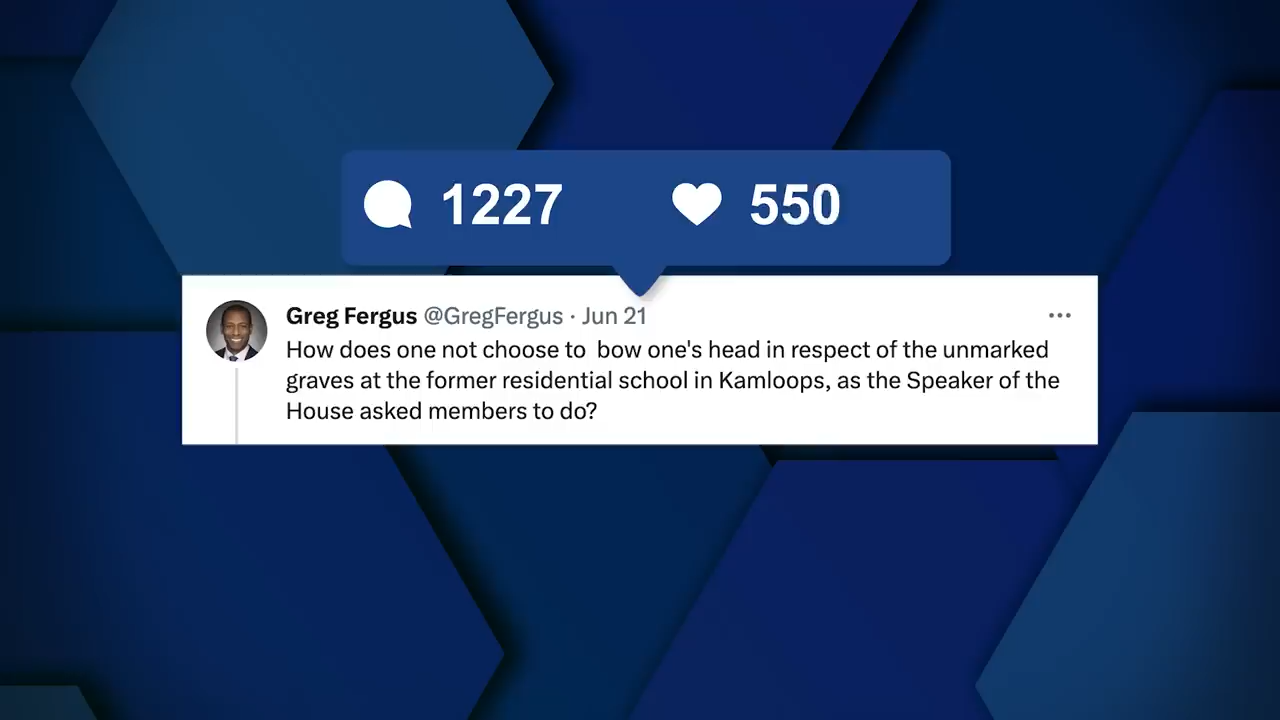 1227 550
Greg Fergus @GregFergus · Jun 21
How does one not choose to  bow one's head in respect of the unmarked
graves at the former residential school in Kamloops, as the Speaker of the
House asked members to do?